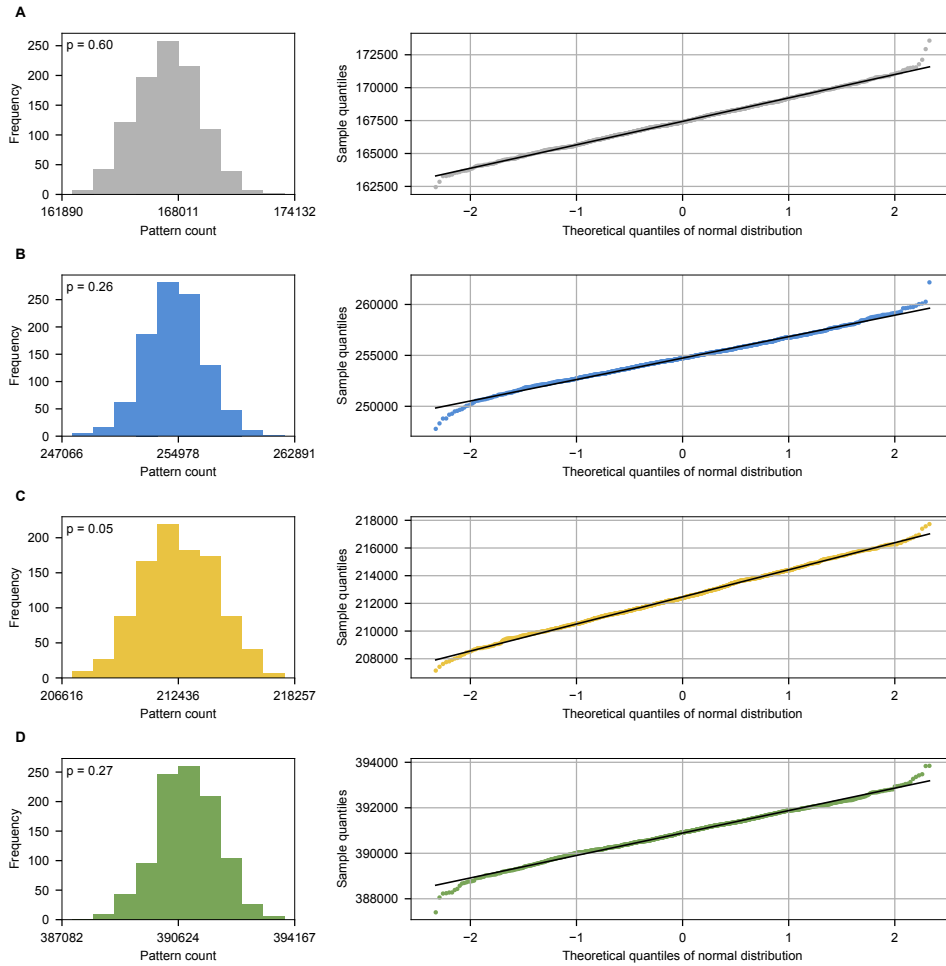 A
p = 0.60
250
200
150
100
50
0
Frequency
161890 168011 174132
Pattern count
172500
170000
167500
165000
162500
Sample quantiles
−2 −1 0 1 2
Theoretical quantiles of normal distribution
B
p = 0.26
300
250
200
150
100
50
0
Frequency
247066 254978 262891
Pattern count
260000
255000
250000
Sample quantiles
−2 −1 0 1 2
Theoretical quantiles of normal distribution
C
p = 0.05
200
150
100
50
0
Frequency
206616 212436 218257
Pattern count
218000
216000
214000
212000
210000
208000
Sample quantiles
−2 −1 0 1 2
Theoretical quantiles of normal distribution
D
p = 0.27
250
200
150
100
50
0
Frequency
387082 390624 394167
Pattern count
394000
392000
390000
388000
Sample quantiles
−2 −1 0 1 2
Theoretical quantiles of normal distribution